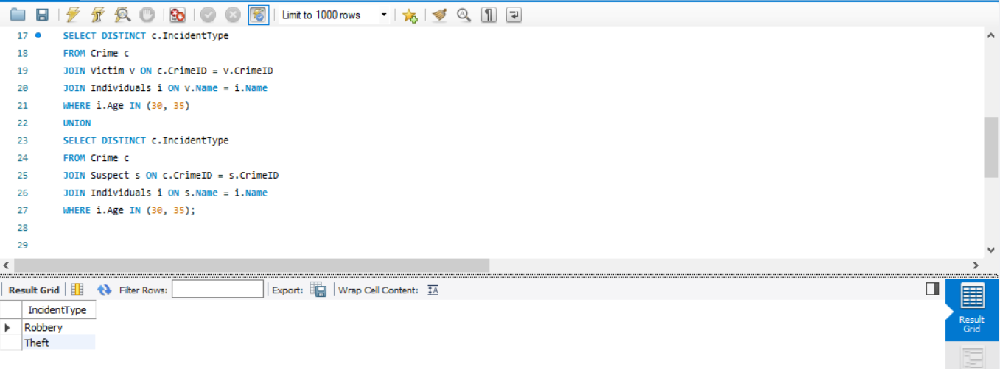 Limit to 1000 rows
17 SELECT DISTINCT c.IncidentType
18 FROM Crime c
19 JOIN Victim v ON c.CrimeID = v.CrimeID
20 JOIN Individuals i ON v.Name = i.Name
21 WHERE i.Age IN (30, 35)
22 UNION
23 SELECT DISTINCT c.IncidentType
24 FROM Crime c
25 JOIN Suspect s ON c.CrimeID = s.CrimeID
26 JOIN Individuals i ON s.Name = i.Name
27 WHERE i.Age IN (30, 35);
28
29
Result Grid Filter Rows: Export: Wrap Cell Content:
IncidentType
Robbery
Theft
Result
Grid